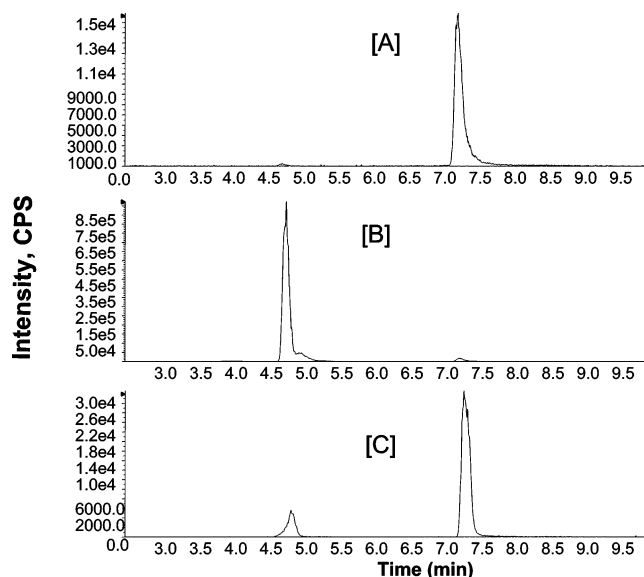 1.5e4
[A]
1.3e4
1.1e4
9000.0
7000.0
5000.0
3000.0
1000.0
0.0 3.0 3.5 4.0 4.5 5.0 5.5 6.0 6.5 7.0 7.5 8.0 8.5 9.0 9.5
Intensity, CPS
8.5e5
[B]
7.5e5
6.5e5
5.5e5
4.5e5
3.5e5
2.5e5
1.5e5
5.0e4
3.0 3.5 4.0 4.5 5.0 5.5 6.0 6.5 7.0 7.5 8.0 8.5 9.0 9.5
3.0e4
2.6e4
2.2e4
[C]
1.8e4
1.4e4
1.0e4
6000.0
2000.0
0.0 3.0 3.5 4.0 4.5 5.0 5.5 6.0 6.5 7.0 7.5 8.0 8.5 9.0 9.5
Time (min)